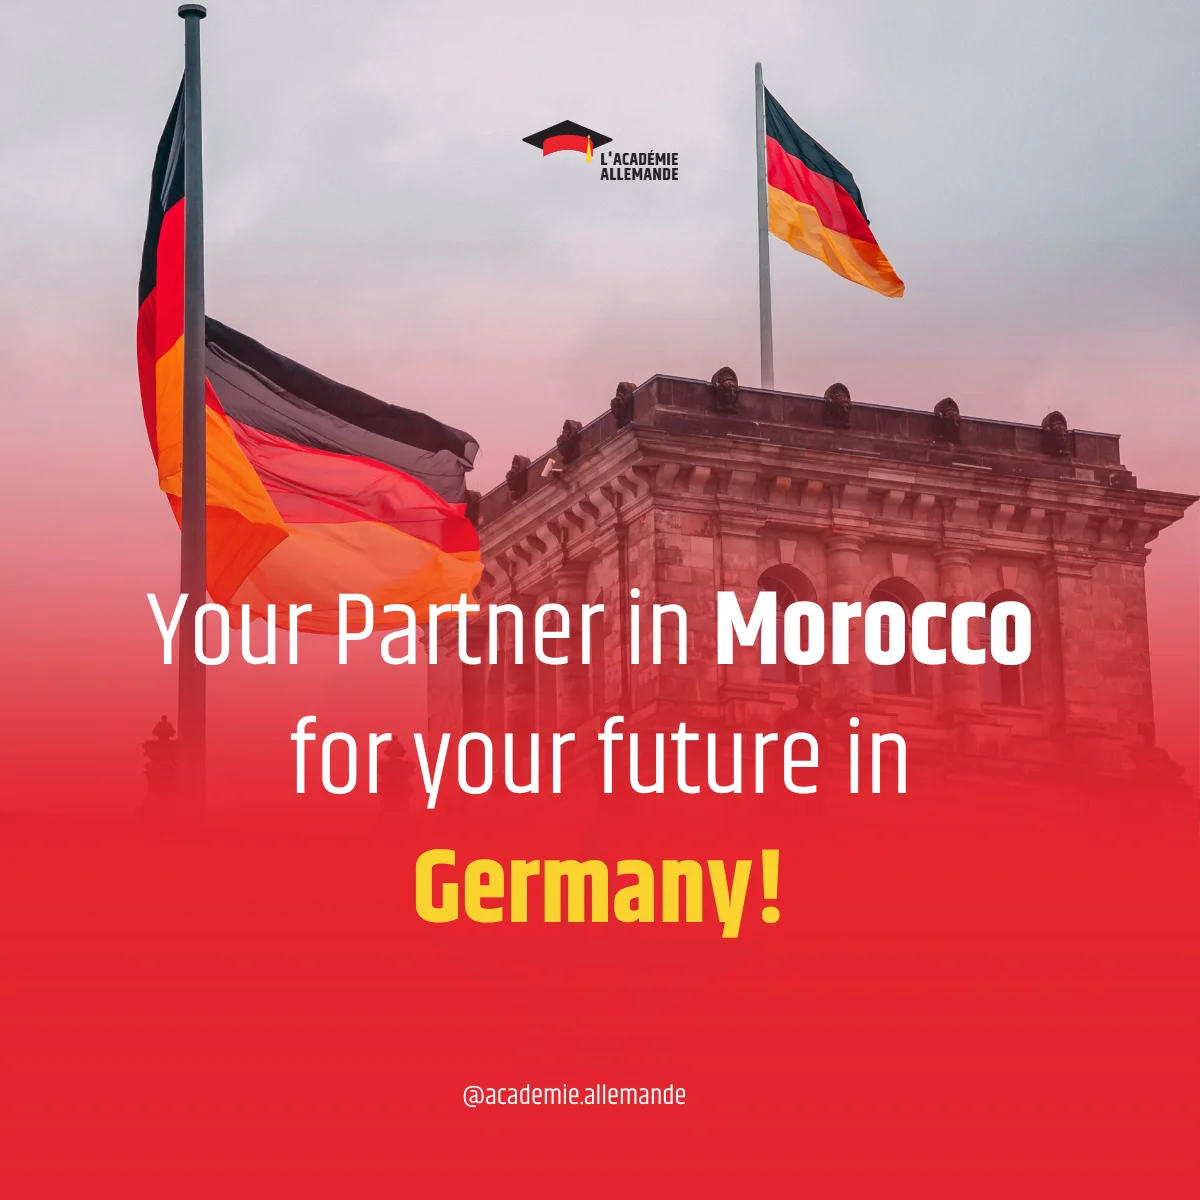 L'ACADÉMIE
ALLEMANDE
Your Partner in Morocco
for your future in
Germany!
@academie.allemande